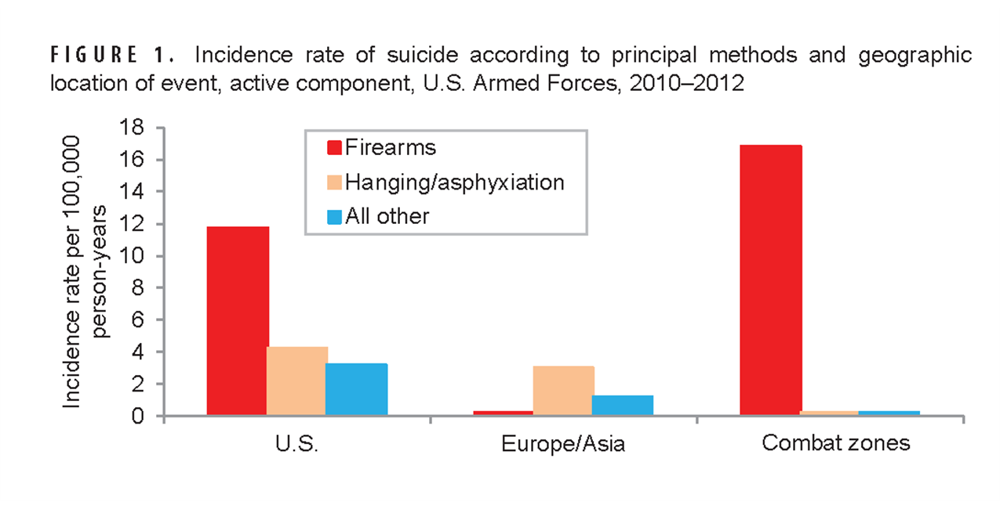 FIGURE 1. Incidence rate of suicide according to principal methods and geographic
location of event, active component, U.S. Armed Forces, 2010–2012
Incidence rate per 100,000
person-years
18
16
14
12
10
8
6
4
2
0
Firearms
Hanging/asphyxiation
All other
U.S.
Europe/Asia
Combat zones